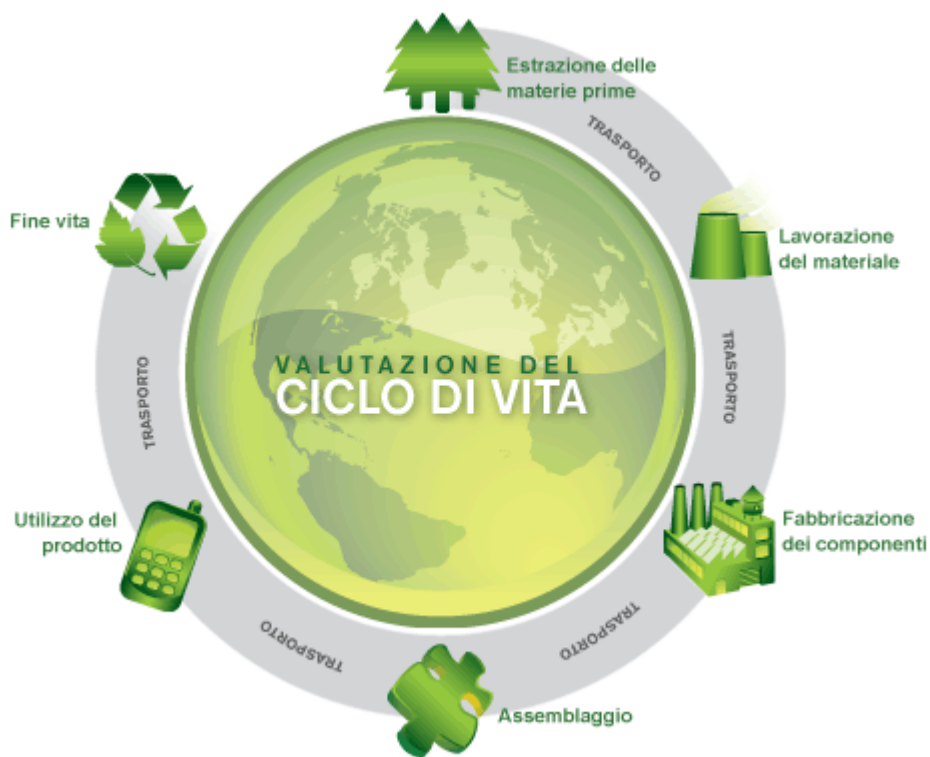 Estrazione delle
materie prime
TRASPORTO
Lavorazione
del materiale
TRASPORTO
Fabbricazione
dei componenti
TRASPORTO
Assemblaggio
TRASPORTO
Utilizzo del
prodotto
TRASPORTO
Fine vita
VALUTAZIONE DEL
CICLO DI VITA